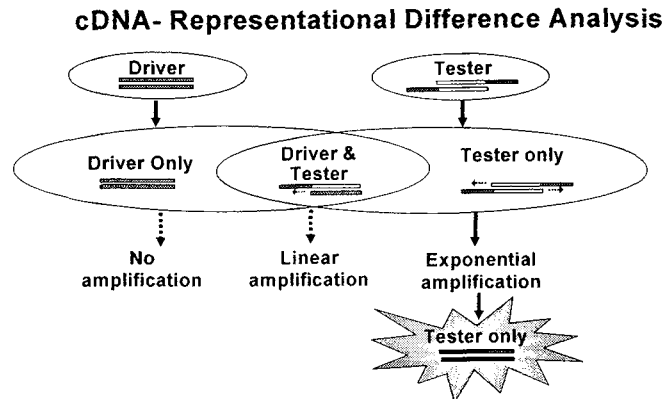 cDNA- Representational Difference Analysis
Driver
Tester
Driver Only
Driver &
Tester
Tester only
No
amplification
Linear
amplification
Exponential
amplification
Tester only